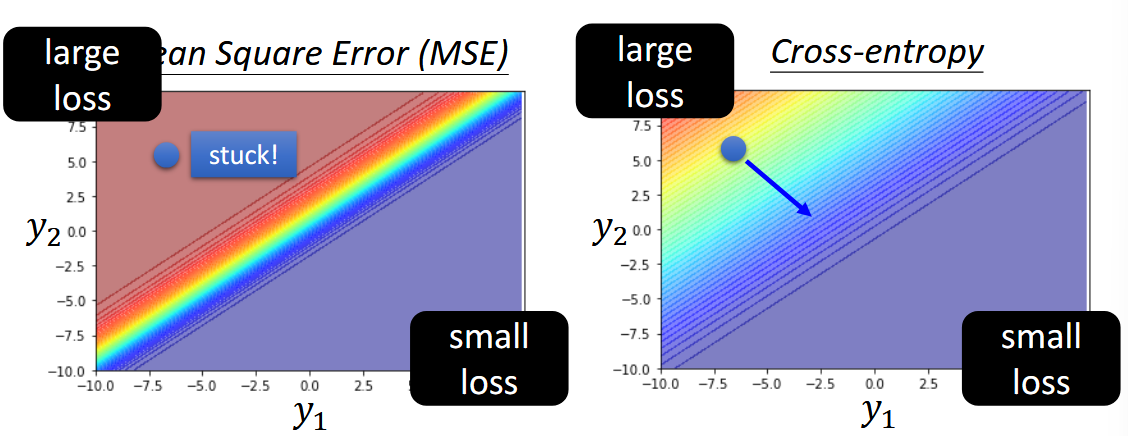 large
loss
ean Square Error (MSE)
7.5
5.0
2.5
0.0
−2.5
−5.0
−7.5
−10.0
stuck!
y₂
small
loss
−10.0 −7.5 −5.0 −2.5 0.0 2.5
y₁
large
loss
Cross-entropy
7.5
5.0
2.5
0.0
−2.5
−5.0
−7.5
−10.0
y₂
small
loss
−10.0 −7.5 −5.0 −2.5 0.0 2.5
y₁